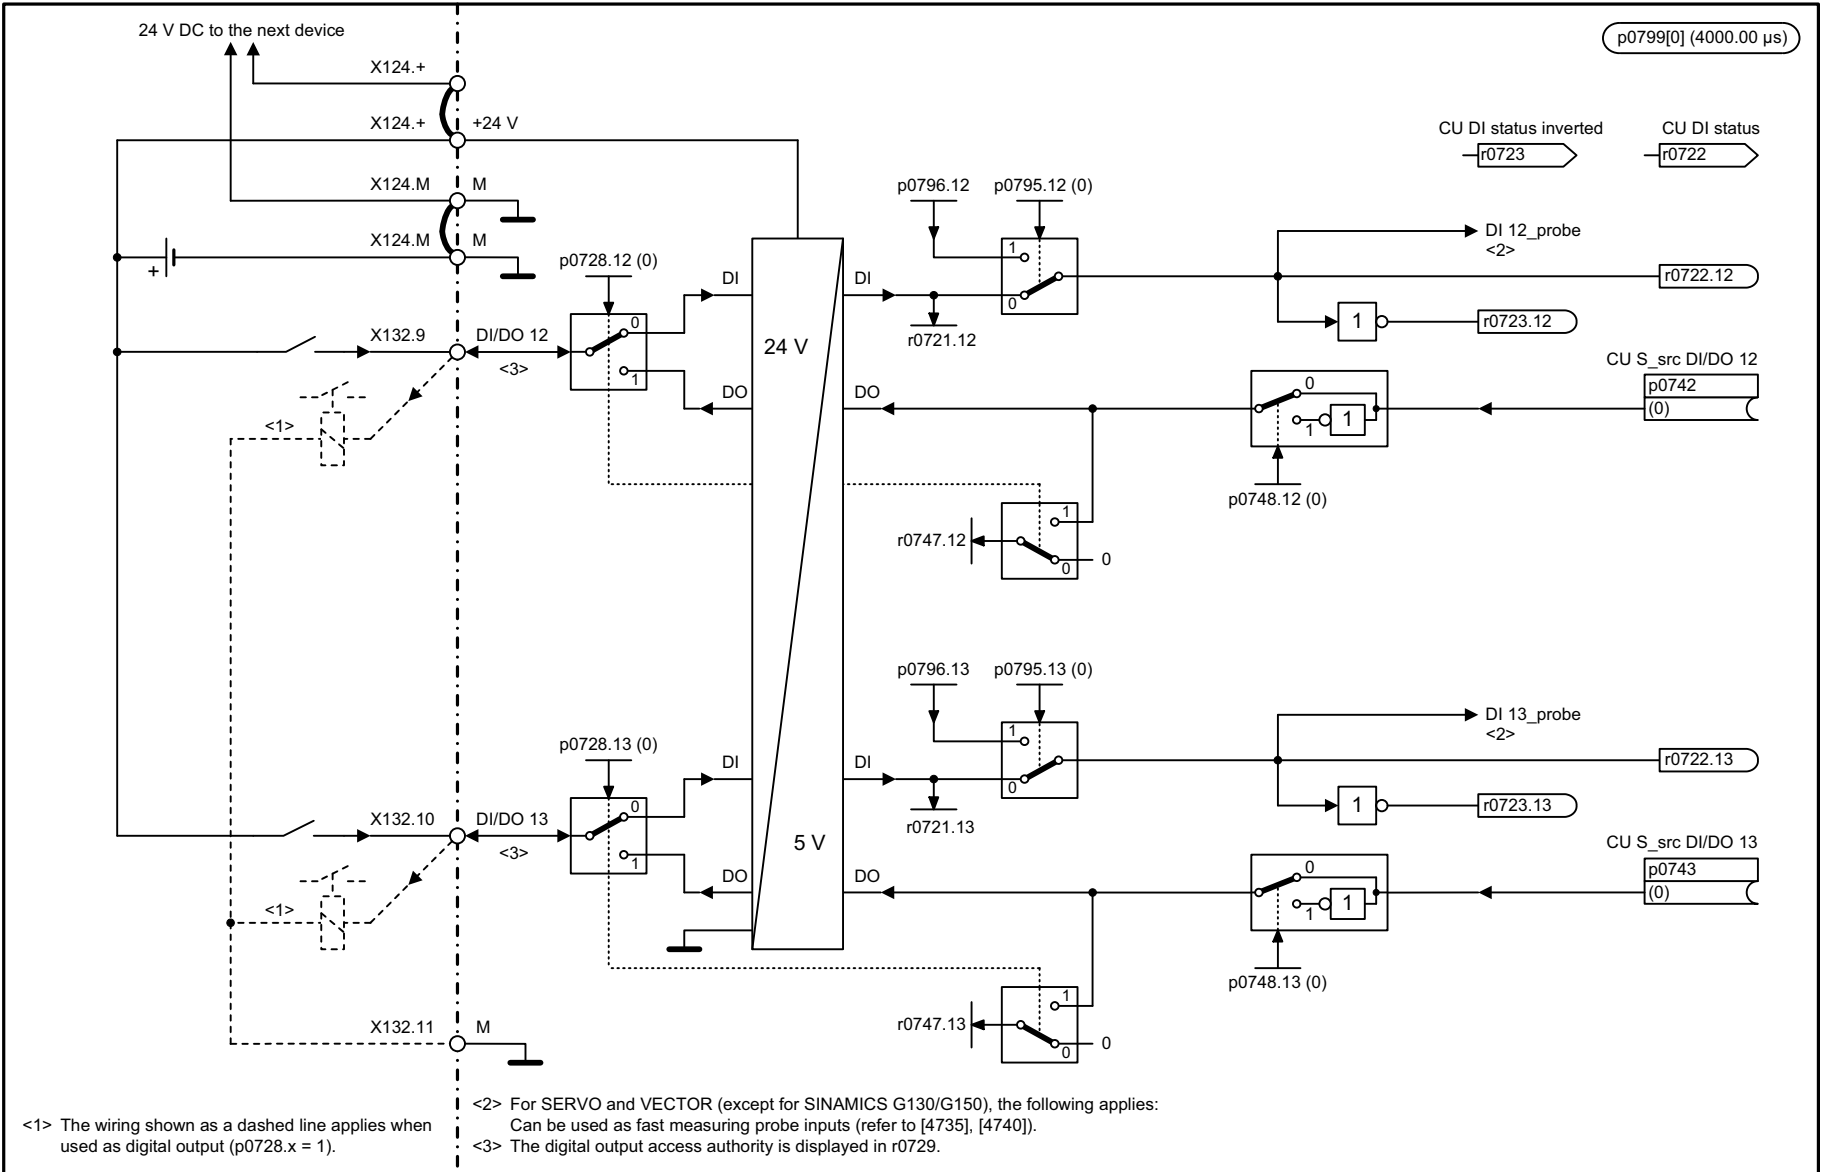 24 V DC to the next device
p0799[0] (4000.00 µs)
X124.+
X124.+
+24 V
CU DI status inverted
CU DI status
r0723
r0722
X124.M
M
p0796.12
p0795.12 (0)
X124.M
M
+
p0728.12 (0)
DI
DI
1
0
DI 12_probe
<2>
r0722.12
1
r0723.12
r0721.12
X132.9
DI/DO 12
<3>
0
1
24 V
CU S_src DI/DO 12
p0742
(0)
DO
DO
0
1
1
<1>
p0748.12 (0)
r0747.12
1
0
0
p0796.13
p0795.13 (0)
p0728.13 (0)
DI
DI
1
0
DI 13_probe
<2>
r0722.13
1
r0723.13
r0721.13
X132.10
DI/DO 13
<3>
0
1
5 V
CU S_src DI/DO 13
p0743
(0)
DO
DO
0
1
1
<1>
p0748.13 (0)
r0747.13
1
0
0
X132.11
M
<1> The wiring shown as a dashed line applies when
used as digital output (p0728.x = 1).
<2> For SERVO and VECTOR (except for SINAMICS G130/G150), the following applies:
Can be used as fast measuring probe inputs (refer to [4735], [4740]).
<3> The digital output access authority is displayed in r0729.